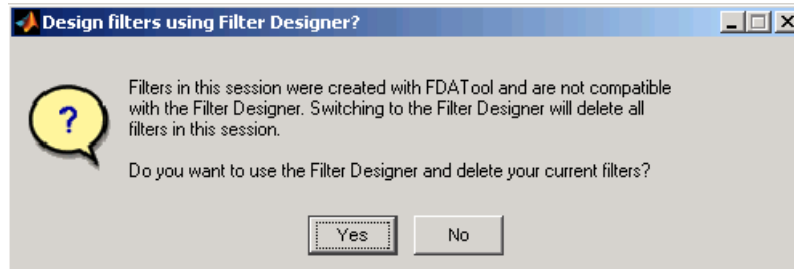 Design filters using Filter Designer?
Filters in this session were created with FDATool and are not compatible
with the Filter Designer. Switching to the Filter Designer will delete all
filters in this session.
Do you want to use the Filter Designer and delete your current filters?
Yes No